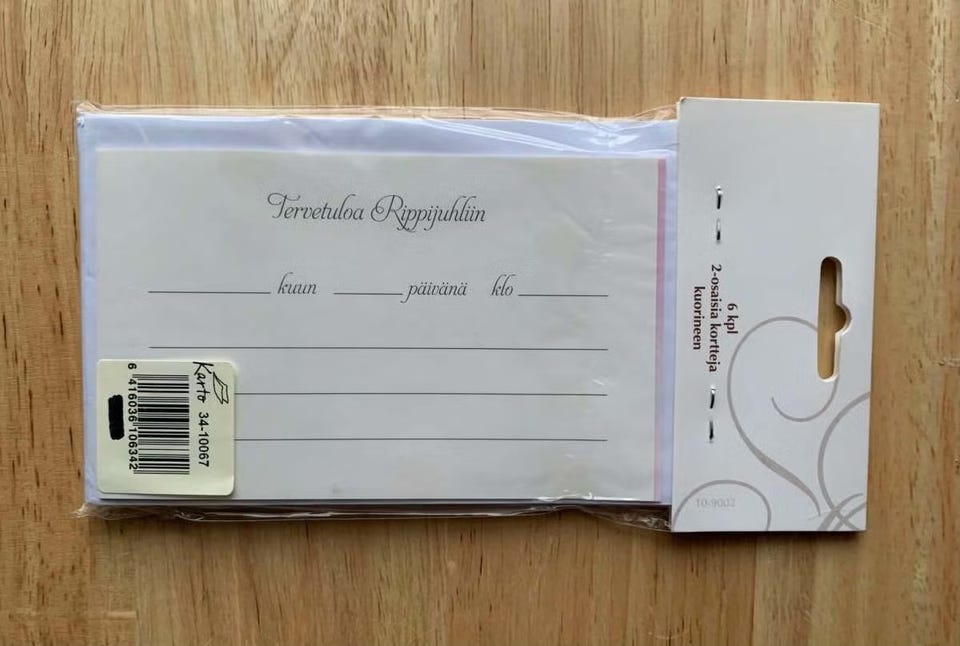 Tervetuloa Rippijuhliin
kuun päivänä klo
Karto 34-10067
6 416036 106342
6 kpl
2-osaisia kortteja
kuorineen
10-9002